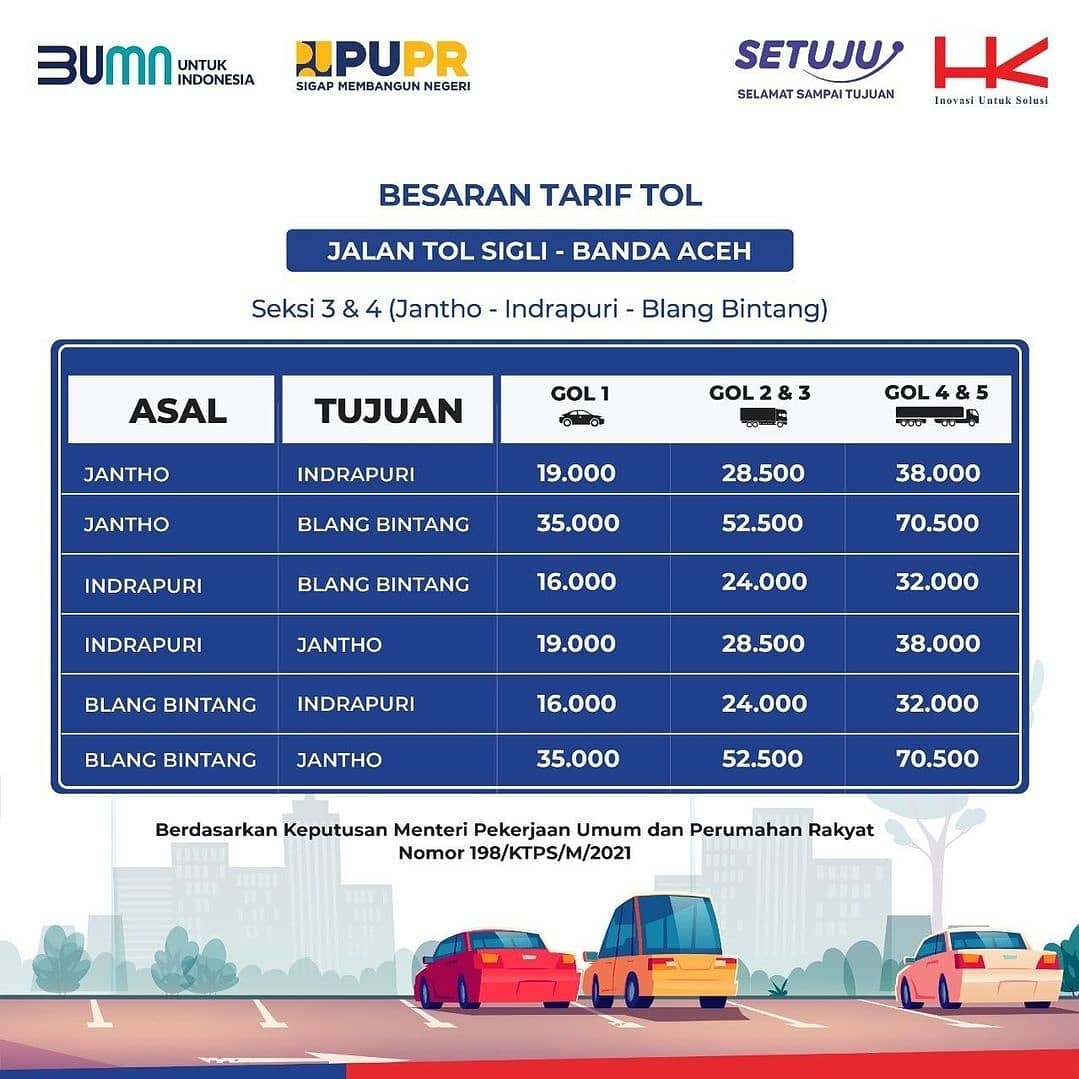 BUMN UNTUK INDONESIA
PUPR
SIGAP MEMBANGUN NEGERI
SETUJU
SELAMAT SAMPAI TUJUAN
HK
Inovasi Untuk Solusi
BESARAN TARIF TOL
JALAN TOL SIGLI - BANDA ACEH
Seksi 3 & 4 (Jantho - Indrapuri - Blang Bintang)
ASAL TUJUAN GOL 1 GOL 2 & 3 GOL 4 & 5
JANTHO INDRAPURI 19.000 28.500 38.000
JANTHO BLANG BINTANG 35.000 52.500 70.500
INDRAPURI BLANG BINTANG 16.000 24.000 32.000
INDRAPURI JANTHO 19.000 28.500 38.000
BLANG BINTANG INDRAPURI 16.000 24.000 32.000
BLANG BINTANG JANTHO 35.000 52.500 70.500
Berdasarkan Keputusan Menteri Pekerjaan Umum dan Perumahan Rakyat
Nomor 198/KTPS/M/2021